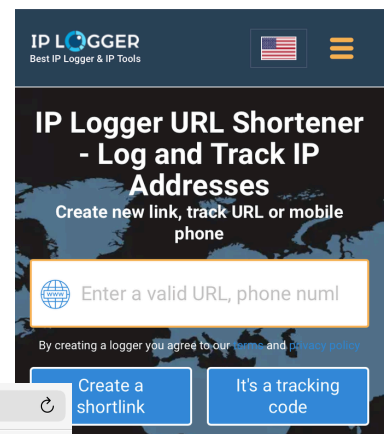 IP LOGGER
Best IP Logger & IP Tools
IP Logger URL Shortener
- Log and Track IP
Addresses
Create new link, track URL or mobile
phone
www
Enter a valid URL, phone numl
By creating a logger you agree to our terms and privacy policy
Create a
shortlink
It's a tracking
code